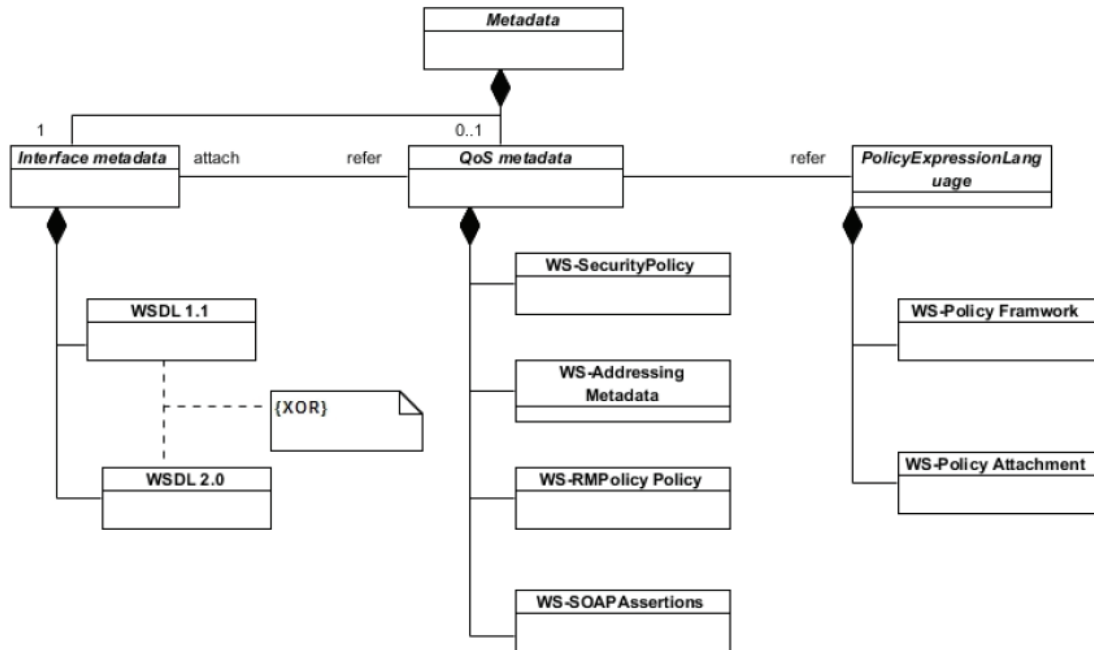 Metadata
1
0..1
Interface metadata
attach
refer
QoS metadata
refer
PolicyExpressionLang
uage
WS-SecurityPolicy
WSDL 1.1
WS-Policy Framwork
WS-Addressing
Metadata
{XOR}
WSDL 2.0
WS-RMPolicy Policy
WS-Policy Attachment
WS-SOAPAssertions